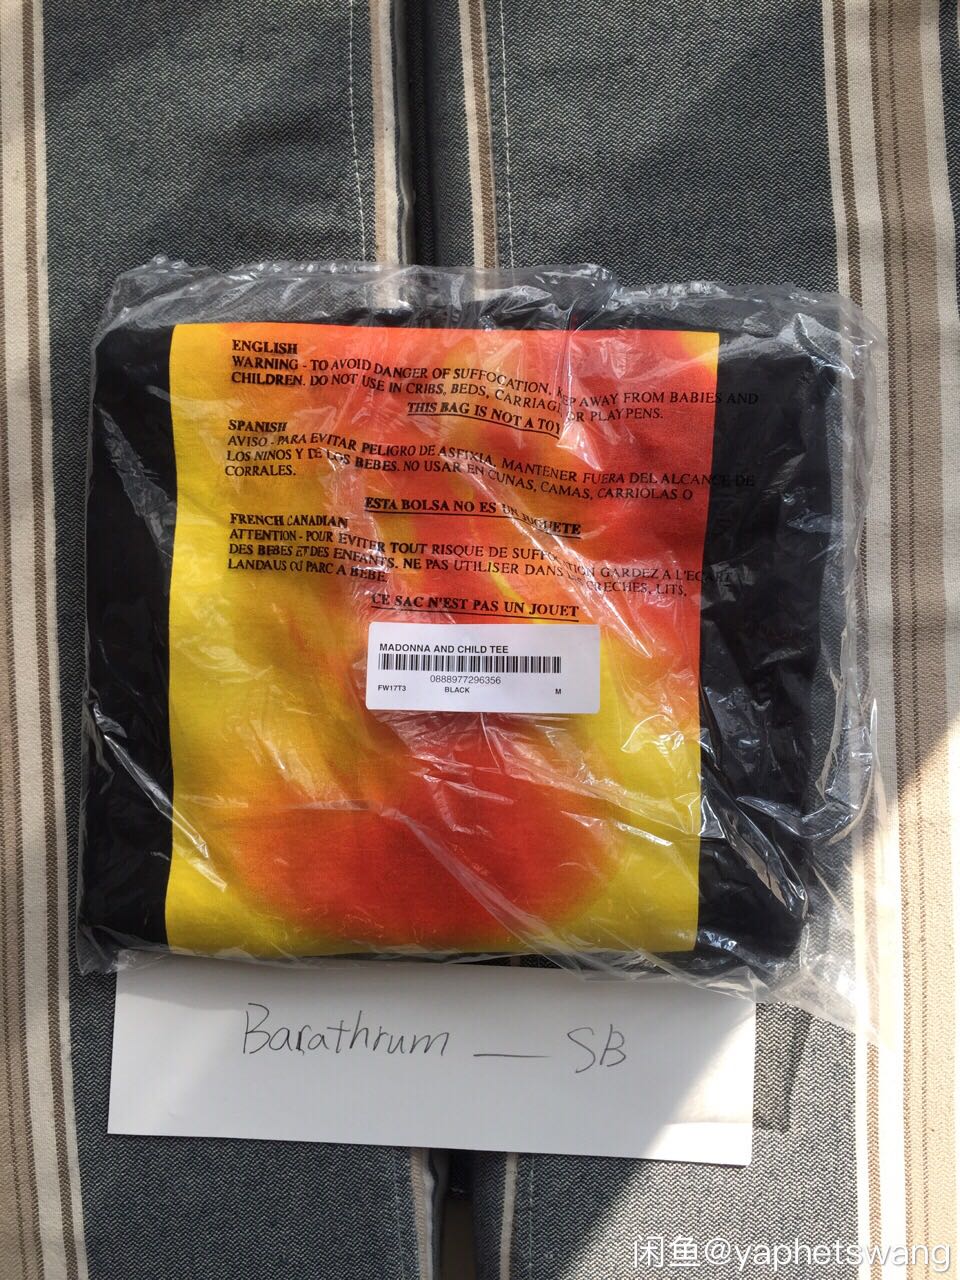 ENGLISH
WARNING - TO AVOID DANGER OF SUFFOCATION, KEEP AWAY FROM BABIES AND
CHILDREN. DO NOT USE IN CRIBS, BEDS, CARRIAGES OR PLAYPENS.
THIS BAG IS NOT A TOY
SPANISH
AVISO - PARA EVITAR PELIGRO DE ASFIXIA, MANTENER FUERA DEL ALCANCE DE
LOS NINOS Y DE LOS BEBES. NO USAR EN CUNAS, CAMAS, CARRIOLAS O
CORRALES.
ESTA BOLSA NO ES UN JUGUETE
FRENCH CANADIAN
ATTENTION - POUR EVITER TOUT RISQUE DE SUFFOCATION GARDEZ A L'ECART
DES BEBES ET DES ENFANTS. NE PAS UTILISER DANS CRECHES, LITS,
LANDAUS OU PARC A BEBE.
CE SAC N'EST PAS UN JOUET
MADONNA AND CHILD TEE
0888977296356
FW17T3 BLACK M
Barathrum — SB
闲鱼@yaphetswang